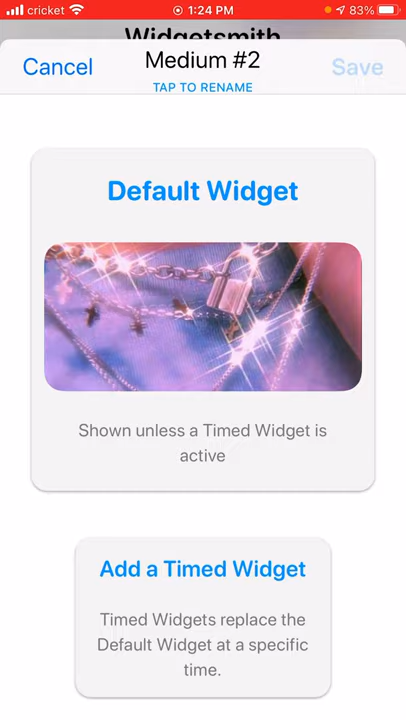 cricket 1:24 PM 83%
Widgetsmith
Cancel Medium #2 Save
TAP TO RENAME
Default Widget
Shown unless a Timed Widget is
active
Add a Timed Widget
Timed Widgets replace the
Default Widget at a specific
time.